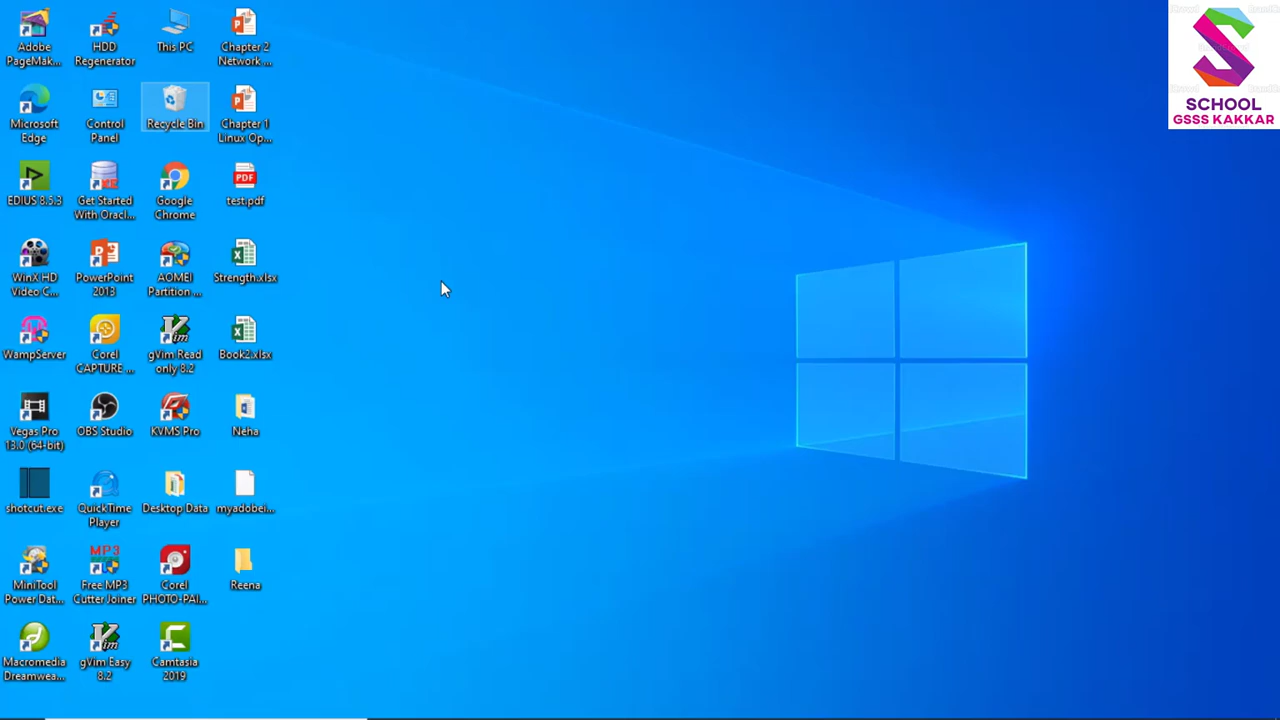 Adobe
PageMak...
HDD
Regenerator
This PC
Chapter 2
Network ...
Microsoft
Edge
Control
Panel
Recycle Bin
Chapter 1
Linux Op...
EDIUS 8.5.3
Get Started
With Oracl...
Google
Chrome
PDF
test.pdf
WinX HD
Video C...
PowerPoint
2013
AOMEI
Partition ...
Strength.xlsx
WampServer
Corel
CAPTURE ...
gVim Read
only 8.2
Book2.xlsx
Vegas Pro
13.0 (64-bit)
OBS Studio
KVMS Pro
Neha
shotcut.exe
QuickTime
Player
Desktop Data
myadobei...
MiniTool
Power Dat...
MP3
Free MP3
Cutter Joiner
Corel
PHOTO-PAI...
Reena
Macromedia
Dreamwea...
gVim Easy
8.2
Camtasia
2019
SCHOOL
GSSS KAKKAR